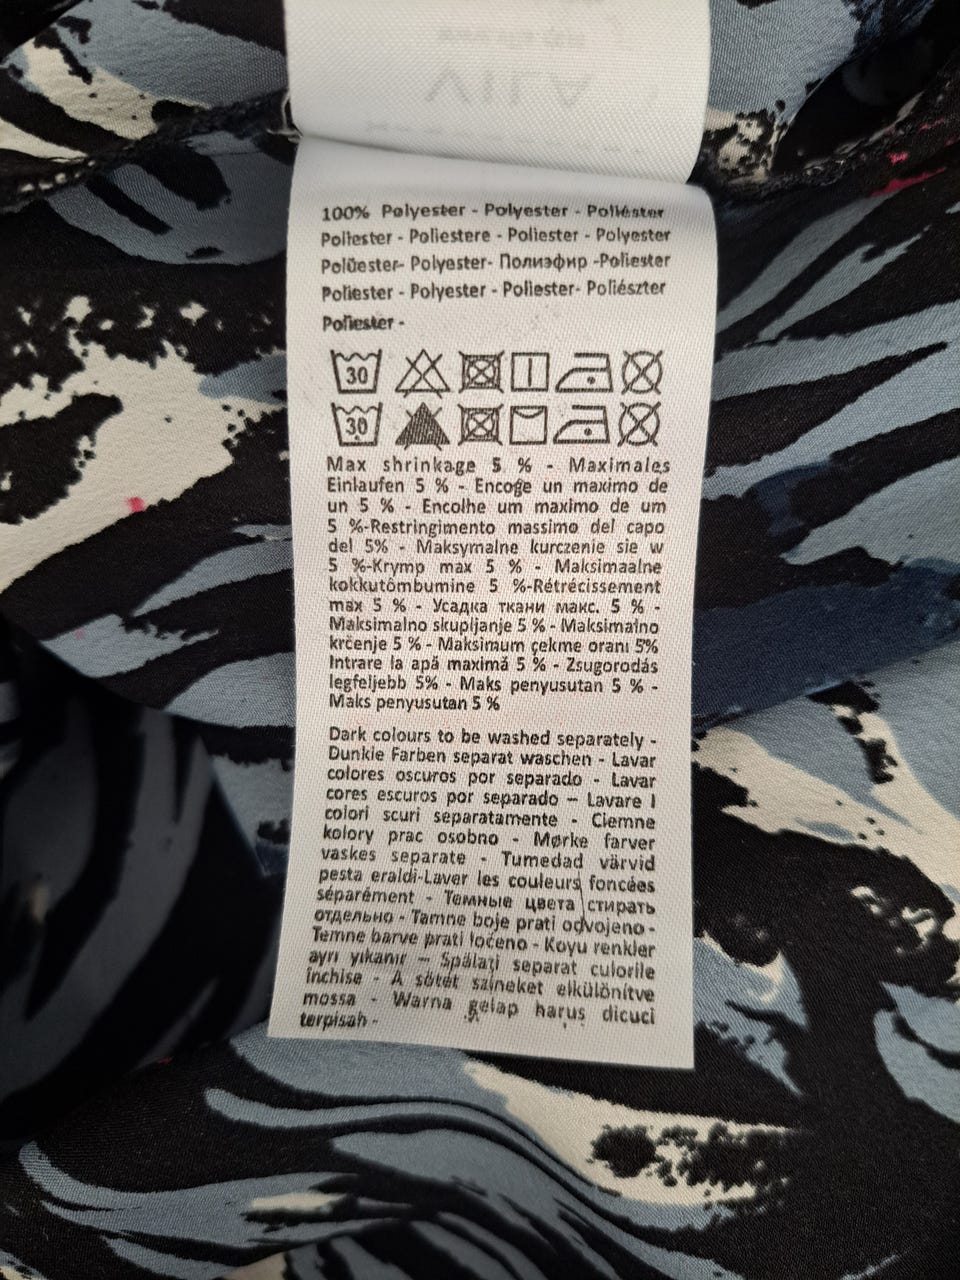 VILA
100% Polyester - Polyester - Poliéster
Poliester - Poliestere - Poliester - Polyester
Polüester- Polyester- Полиэфир -Poliester
Poliester - Polyester - Poliester- Poliészter
Poliester -
30
30
Max shrinkage 5 % - Maximales
Einlaufen 5 % - Encoge un maximo de
un 5 % - Encolhe um maximo de um
5 %-Restringimento massimo del capo
del 5% - Maksymalne kurczenie sie w
5 %-Krymp max 5 % - Maksimaalne
kokkutõmbumine 5 %-Rétrécissement
max 5 % - Усадка ткани макс. 5 % -
Maksimalno skupljanje 5 % - Maksimalno
krčenje 5 % - Maksimum çekme oranı 5%
Intrare la apă maximă 5 % - Zsugorodás
legfeljebb 5% - Maks penyusutan 5 % -
Maks penyusutan 5 %
Dark colours to be washed separately -
Dunkie Farben separat waschen - Lavar
colores oscuros por separado - Lavar
cores escuros por separado – Lavare I
colori scuri separatamente - Ciemne
kolory prac osobno - Mørke farver
vaskes separate - Tumedad värvid
pesta eraldi-Laver les couleurs foncées
séparément - Темные цвета стирать
отдельно - Tamne boje prati odvojeno -
Temne barve prati ločeno - Koyu renkler
ayrı yıkanır – Spălaţi separat culorile
închise - A sötét színeket elkülönítve
mossa - Warna gelap harus dicuci
terpisah -